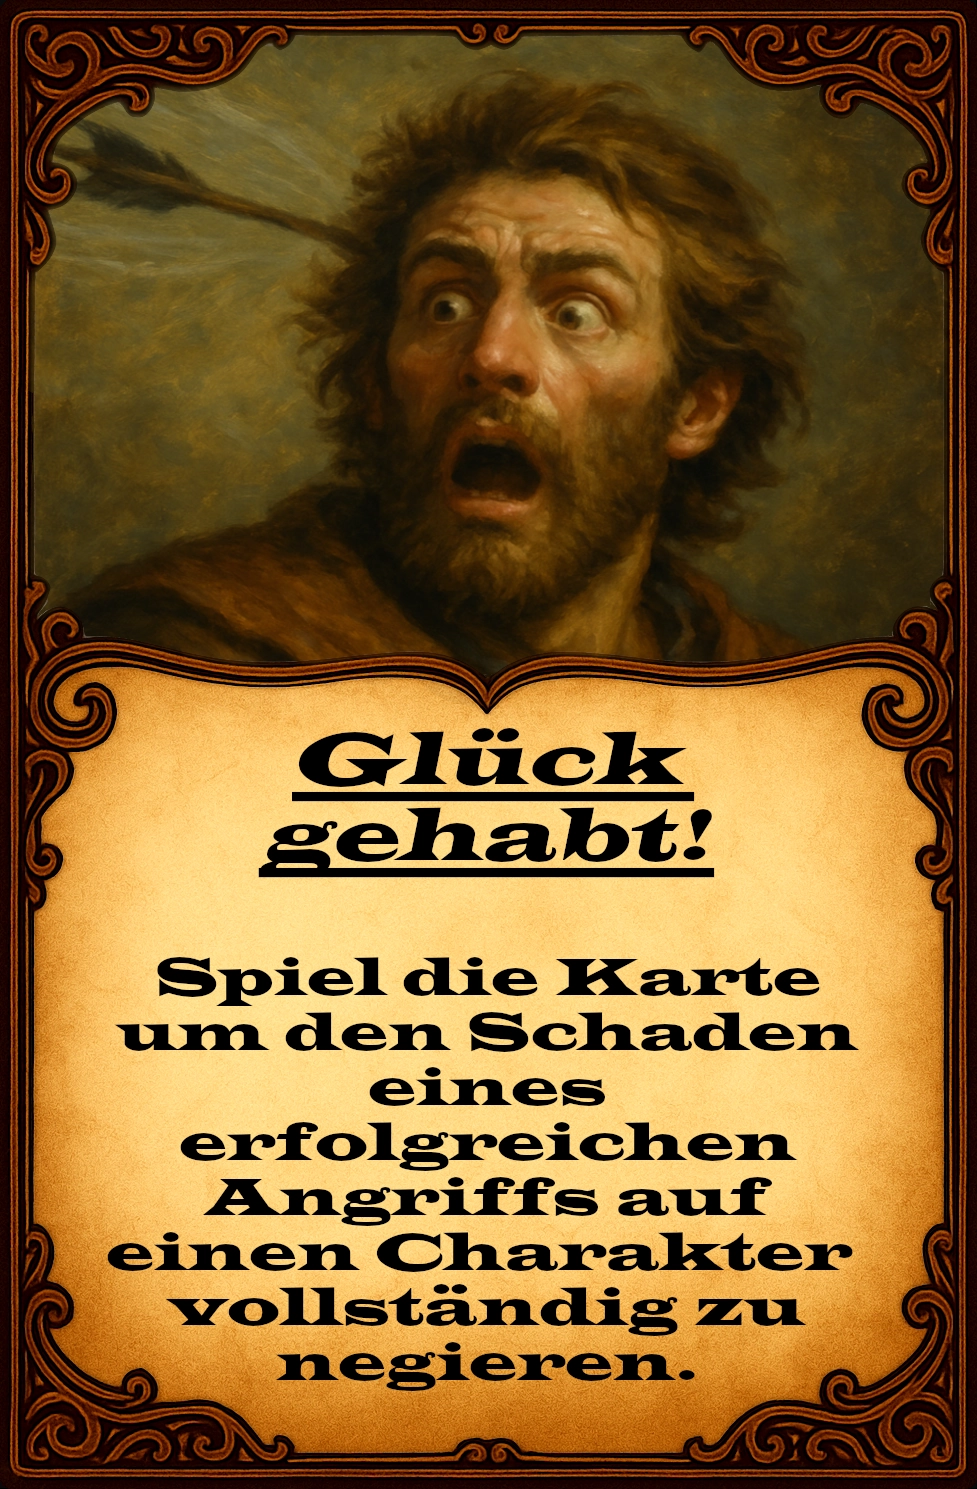 Glück
gehabt!
Spiel die Karte
um den Schaden
eines
erfolgreichen
Angriffs auf
einen Charakter
vollständig zu
negieren.